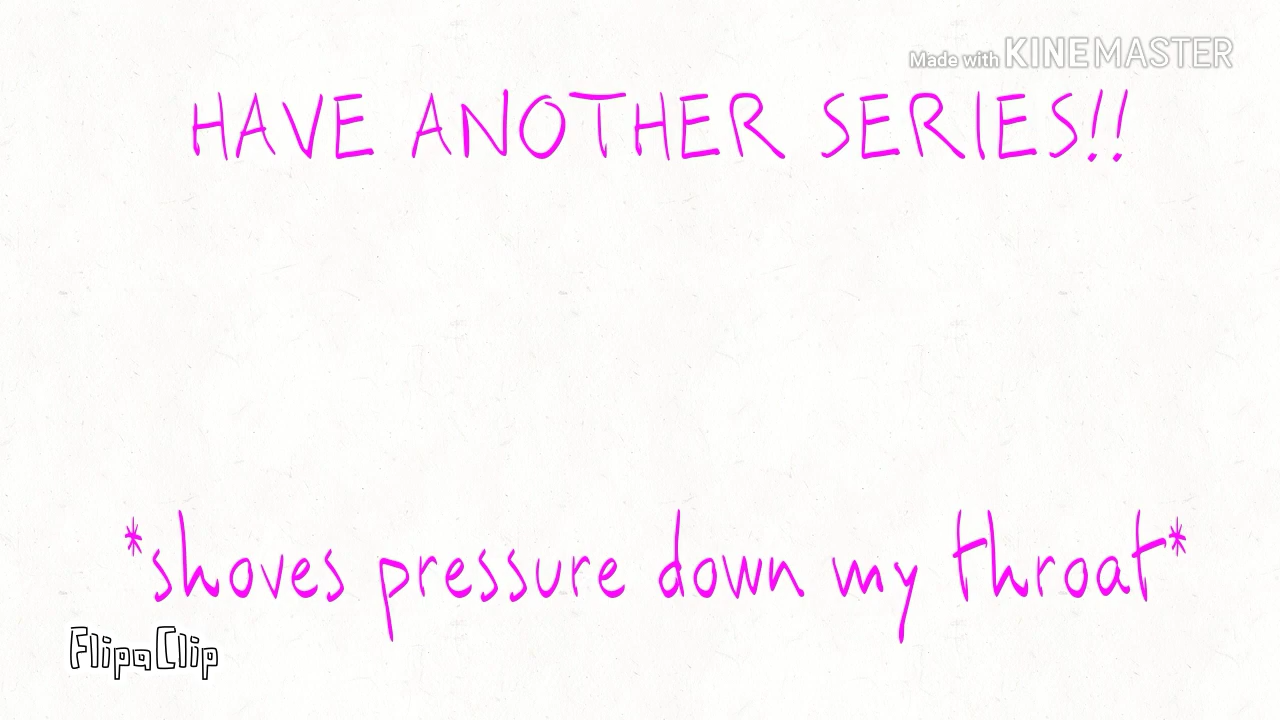 Made with KINEMASTER
HAVE ANOTHER SERIES!!
*shoves pressure down my throat*
FlipaClip